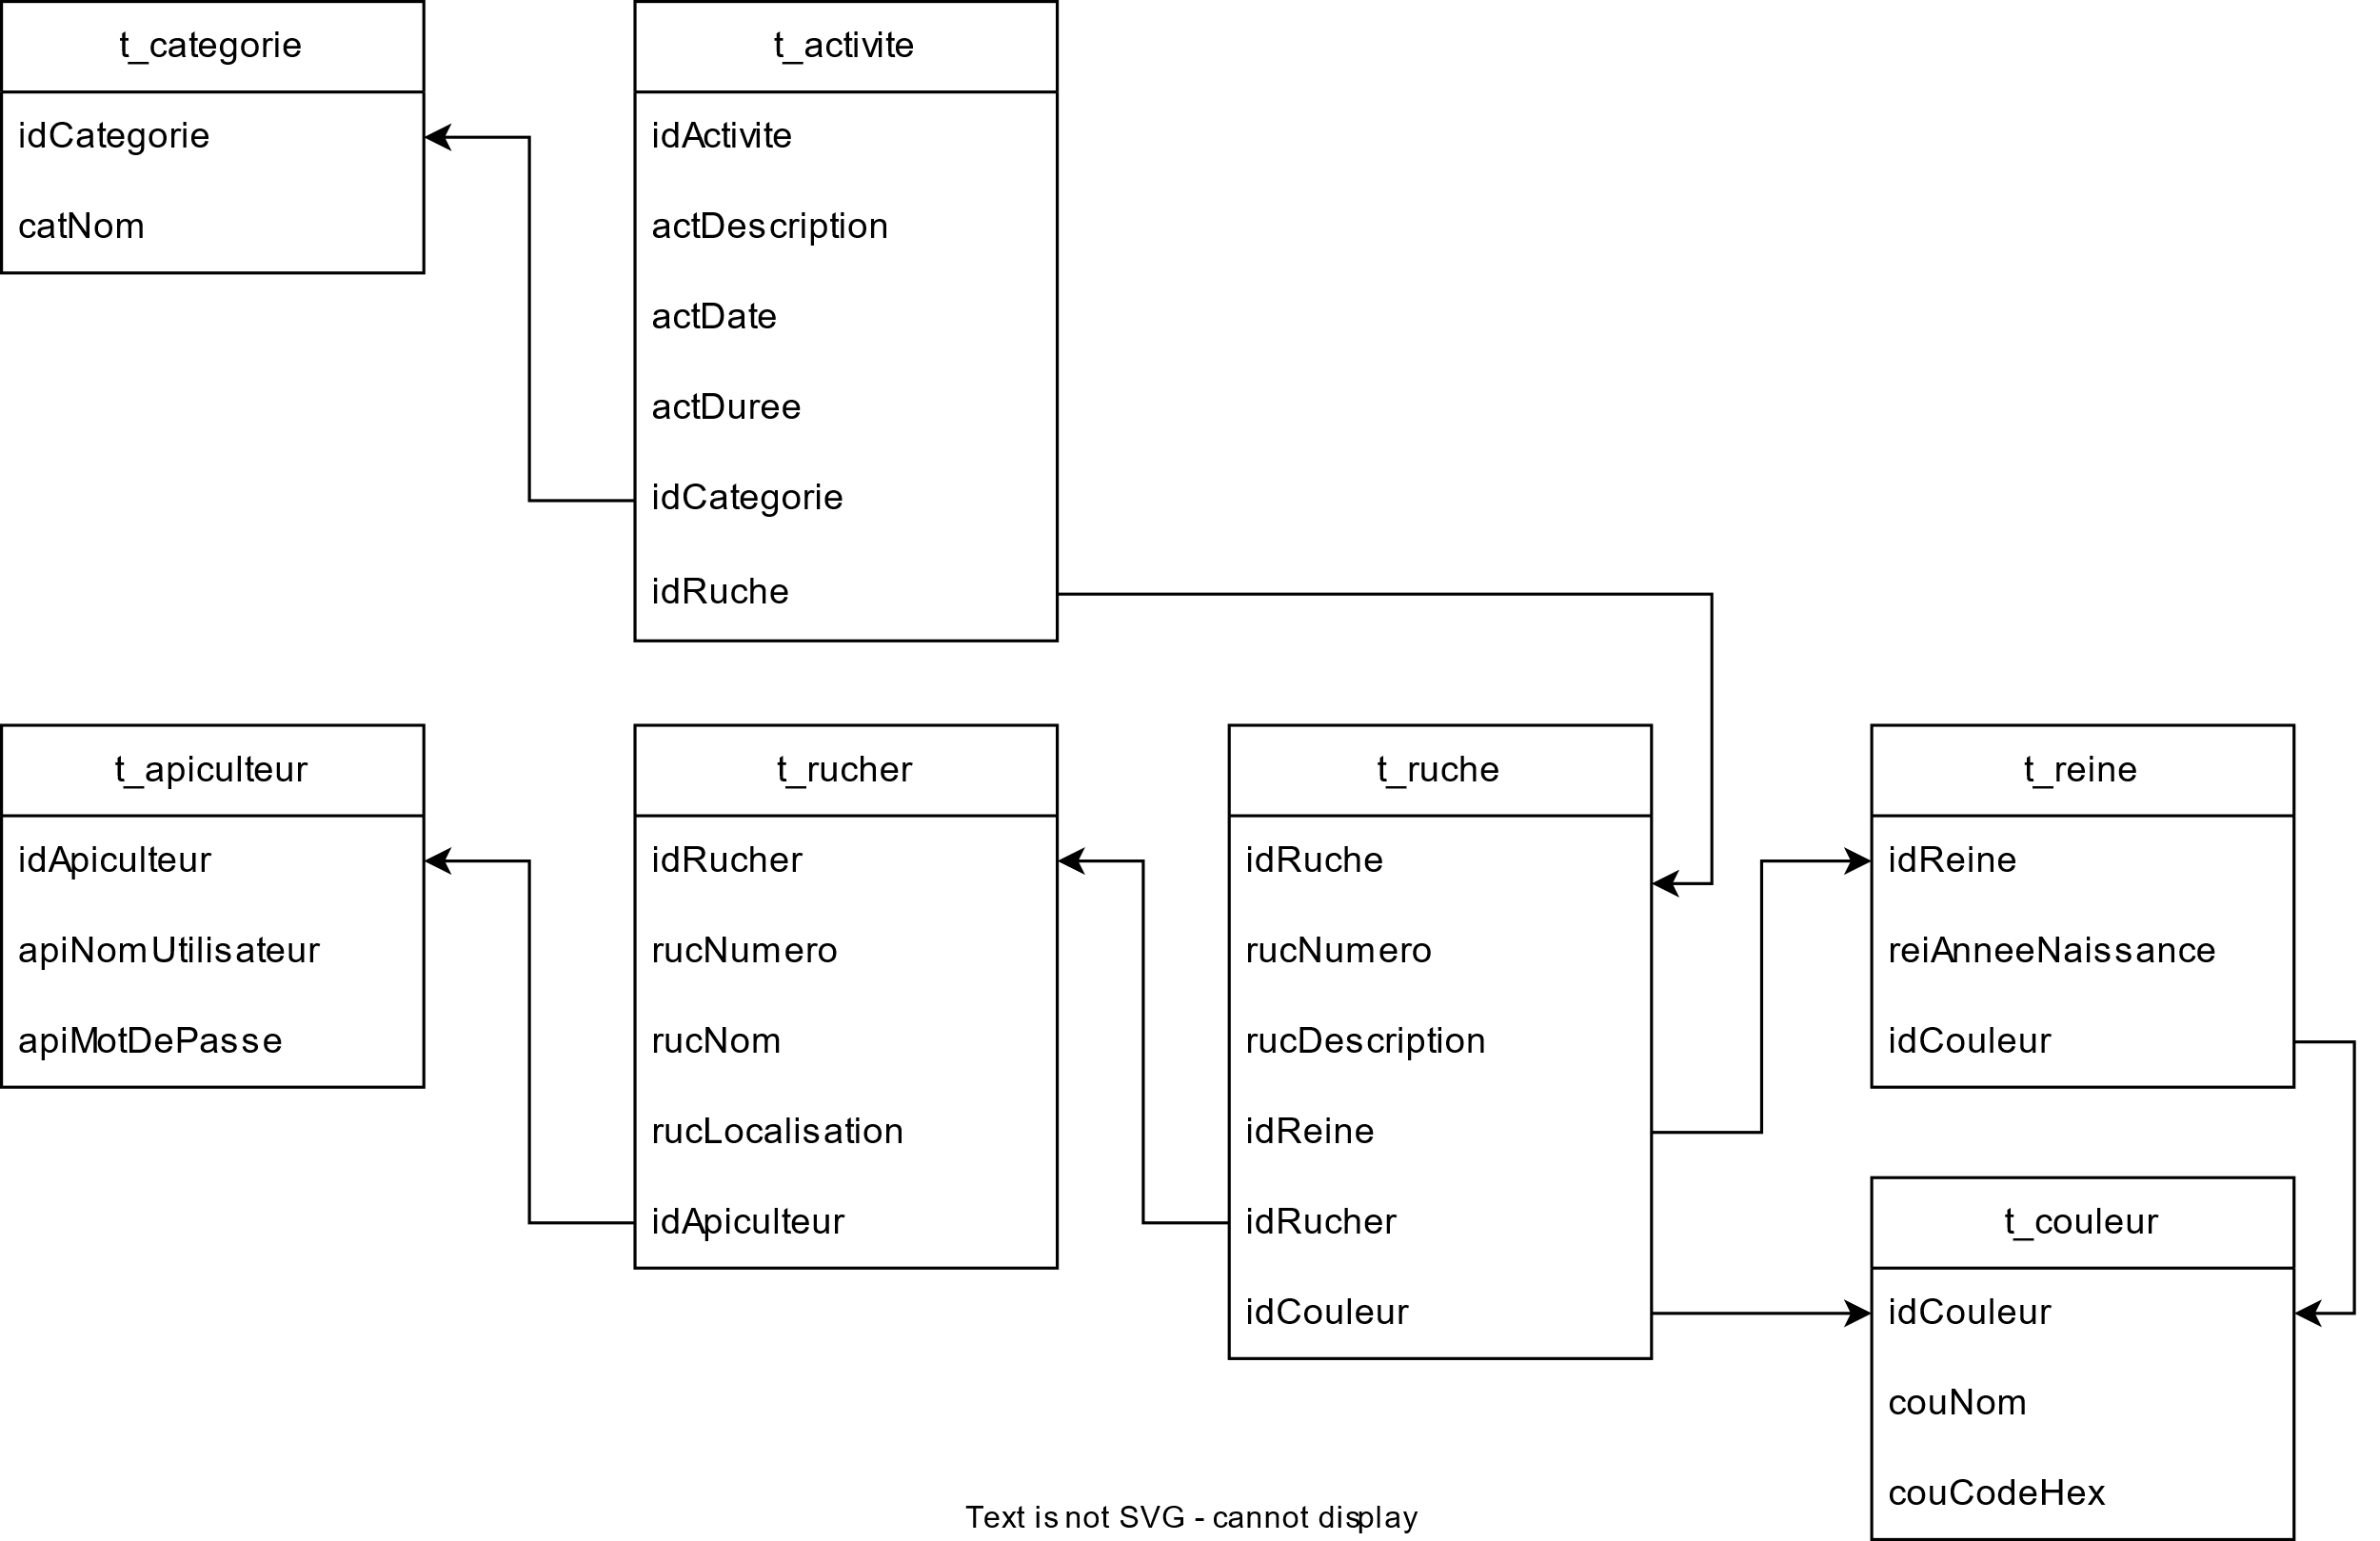 t_categorie
idCategorie
catNom
t_activite
idActivite
actDescription
actDate
actDuree
idCategorie
idRuche
t_apiculteur
idApiculteur
apiNomUtilisateur
apiMotDePasse
t_rucher
idRucher
rucNumero
rucNom
rucLocalisation
idApiculteur
t_ruche
idRuche
rucNumero
rucDescription
idReine
idRucher
idCouleur
t_reine
idReine
reiAnneeNaissance
idCouleur
t_couleur
idCouleur
couNom
couCodeHex
Text is not SVG - cannot display